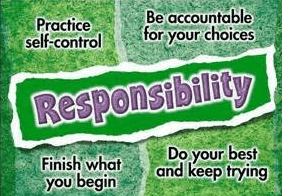 Practice
self-control
Be accountable
for your choices
Responsibility
Finish what
you begin
Do your best
and keep trying